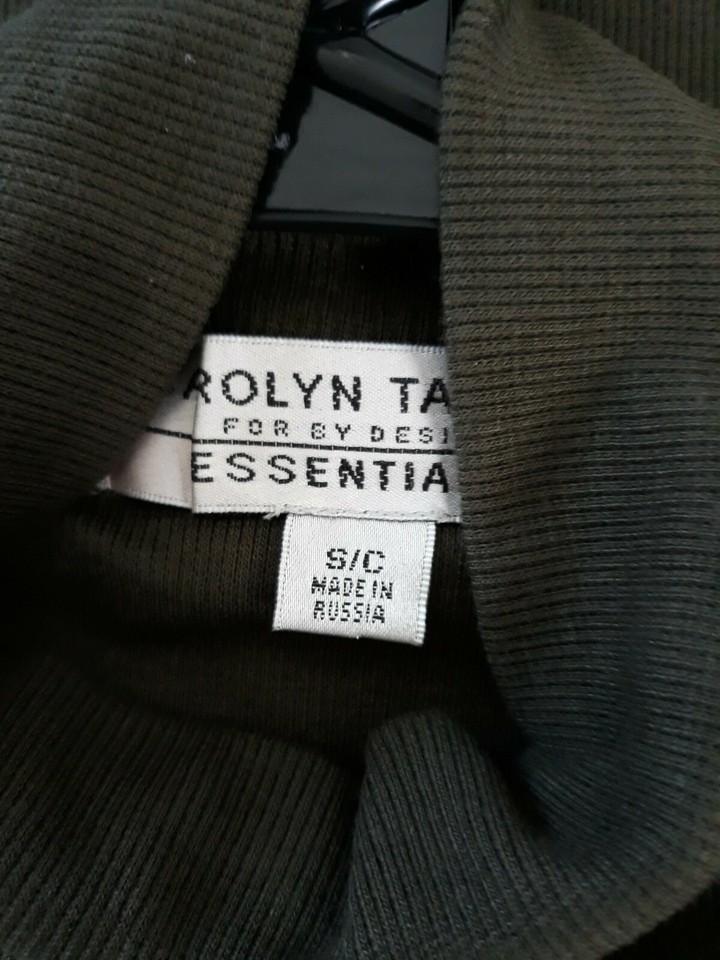 ROLYN TA
FOR BY DESI
ESSENTIA
S/C
MADE IN
RUSSIA